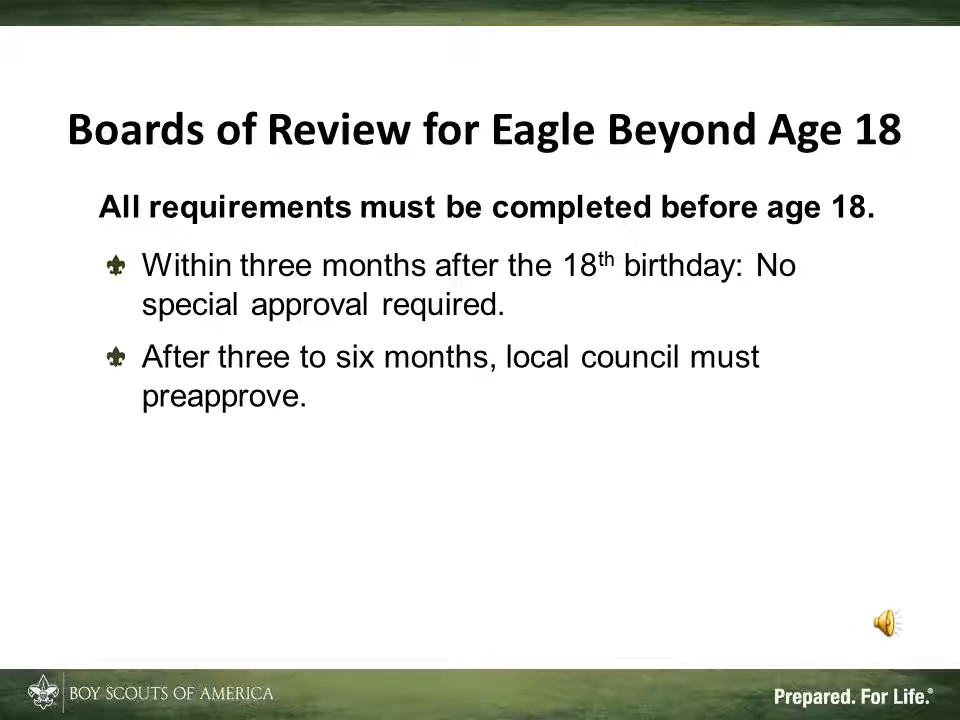 Boards of Review for Eagle Beyond Age 18
All requirements must be completed before age 18.
Within three months after the 18th birthday: No
special approval required.
After three to six months, local council must
preapprove.
BOY SCOUTS OF AMERICA
Prepared. For Life.®